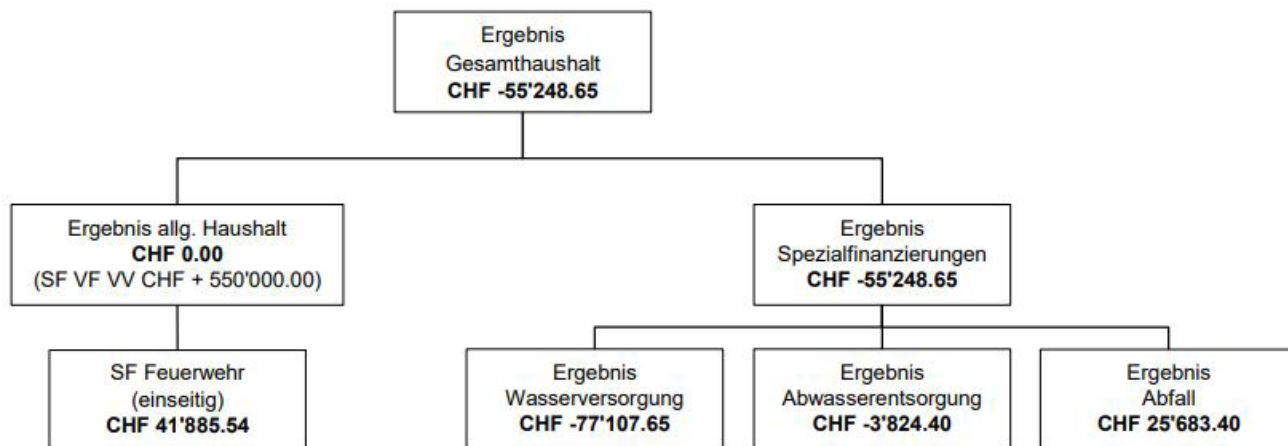 Ergebnis
Gesamthaushalt
CHF -55'248.65
Ergebnis allg. Haushalt
CHF 0.00
(SF VF VV CHF + 550'000.00)
Ergebnis
Spezialfinanzierungen
CHF -55'248.65
SF Feuerwehr
(einseitig)
CHF 41'885.54
Ergebnis
Wasserversorgung
CHF -77'107.65
Ergebnis
Abwasserentsorgung
CHF -3'824.40
Ergebnis
Abfall
CHF 25'683.40